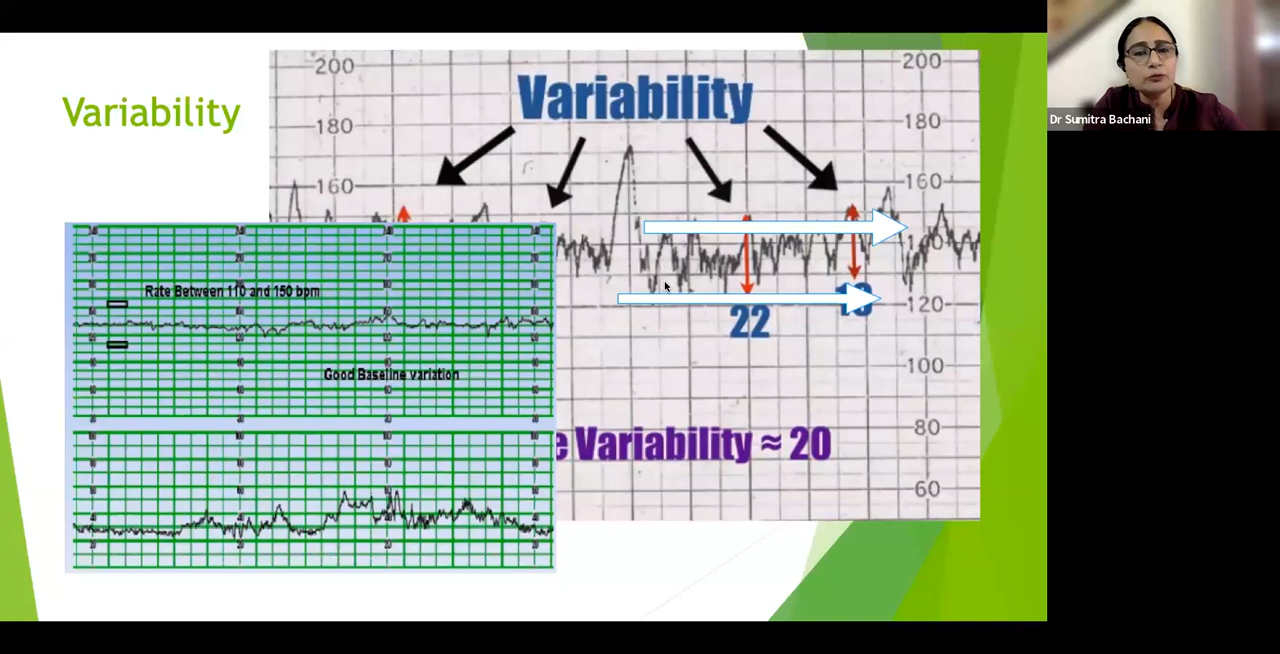 Variability
200
200
Variability
180
180
160
160
120
22
100
80
60
e Variability ≈ 20
Rate Between 110 and 150 bpm
Good Baseline variation
Dr Sumitra Bachani